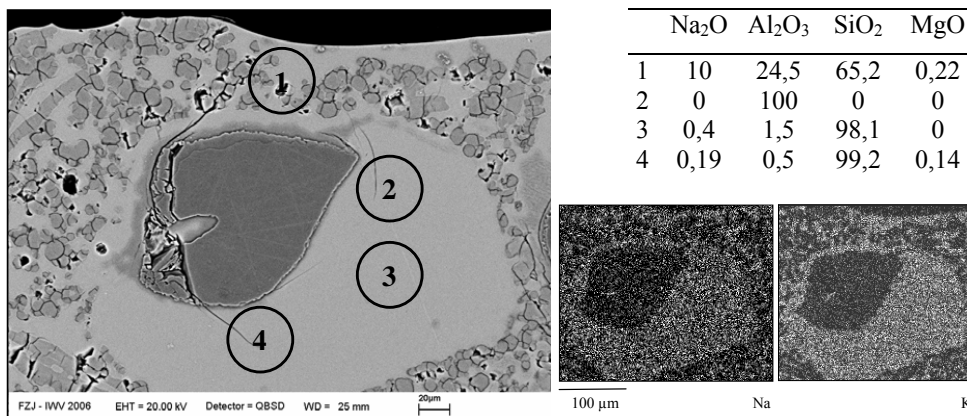 1
2
3
4
FZJ - IWV 2006 EHT = 20.00 kV Detector = QBSD WD = 25 mm 20µm
Na₂O Al₂O₃ SiO₂ MgO
1 10 24,5 65,2 0,22
2 0 100 0 0
3 0,4 1,5 98,1 0
4 0,19 0,5 99,2 0,14
100 µm Na K